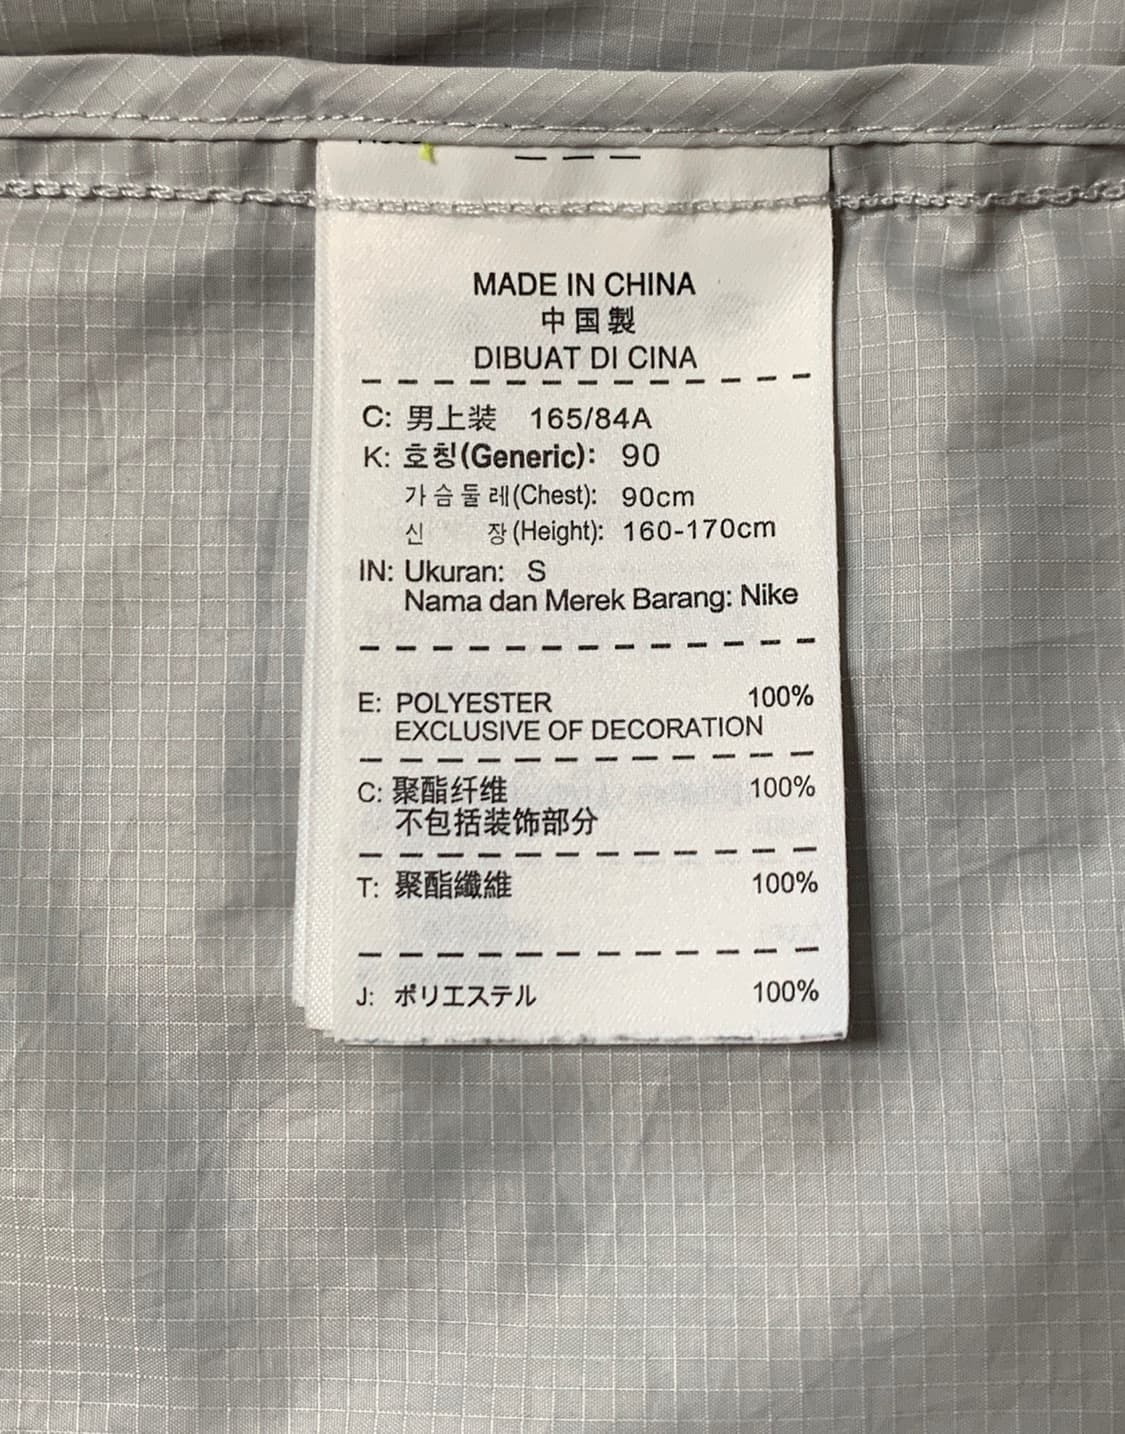 MADE IN CHINA
中国製
DIBUAT DI CINA
C: 男上装 165/84A
K: 호칭(Generic): 90
가슴둘레(Chest): 90cm
신 장(Height): 160-170cm
IN: Ukuran: S
Nama dan Merek Barang: Nike
E: POLYESTER 100%
EXCLUSIVE OF DECORATION
C: 聚酯纤维 100%
不包括装饰部分
T: 聚酯纖維 100%
J: ポリエステル 100%